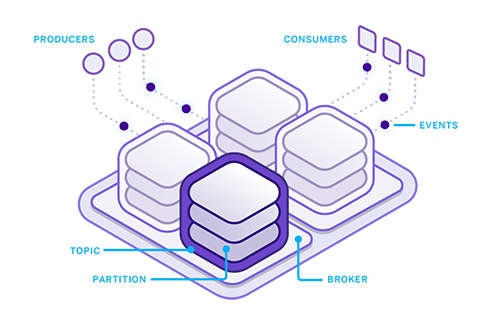 PRODUCERS
CONSUMERS
EVENTS
TOPIC
PARTITION
BROKER